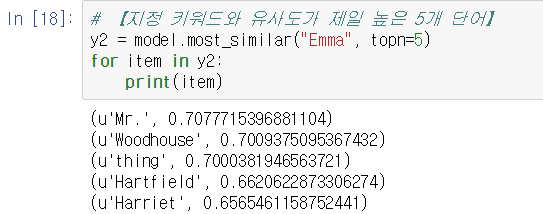 In [18]: # 【지정 키워드와 유사도가 제일 높은 5개 단어】
y2 = model.most_similar("Emma", topn=5)
for item in y2:
    print(item)
(u'Mr.', 0.7077715396881104)
(u'Woodhouse', 0.7009375095367432)
(u'thing', 0.7000381946563721)
(u'Hartfield', 0.6620622873306274)
(u'Harriet', 0.6565461158752441)